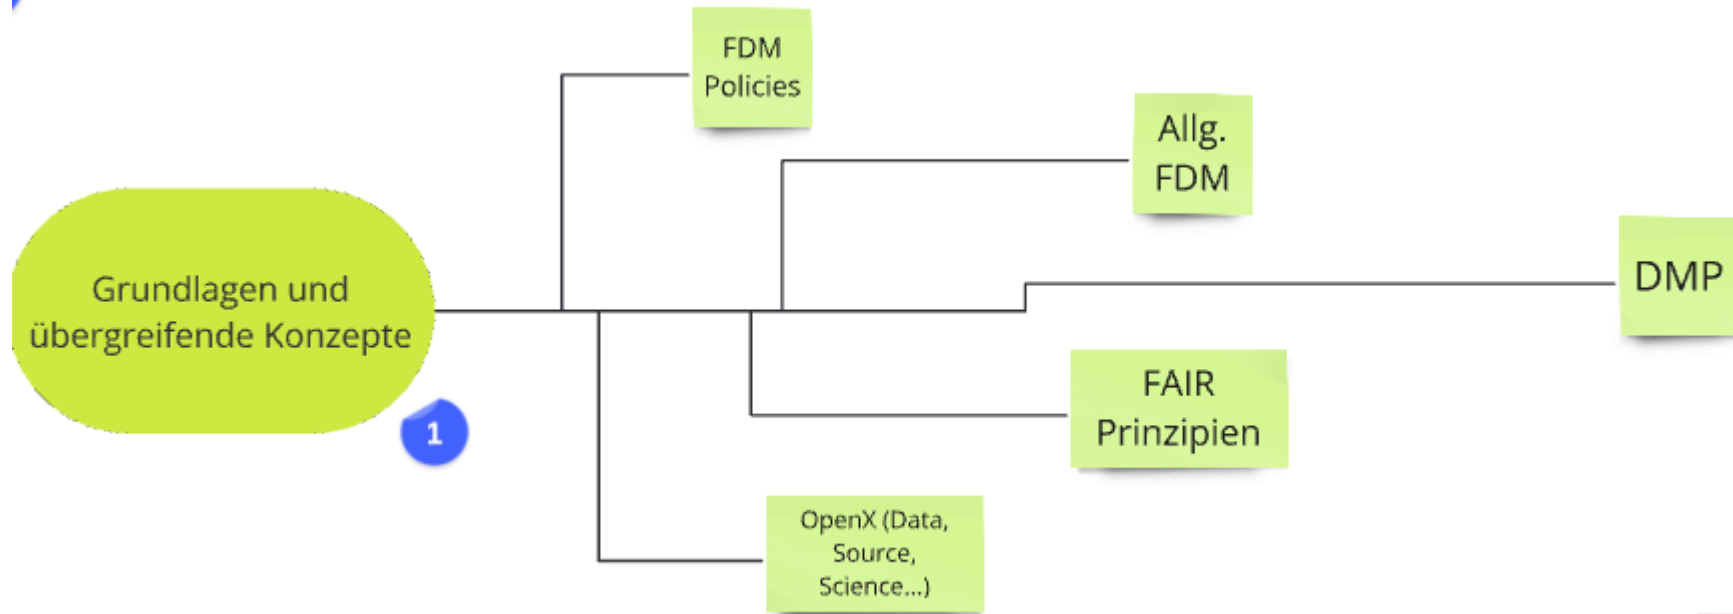 FDM
Policies
Allg.
FDM
DMP
Grundlagen und
übergreifende Konzepte
1
FAIR
Prinzipien
OpenX (Data,
Source,
Science...)